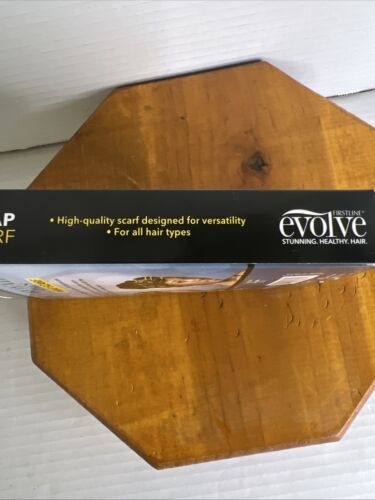 AP
RF
• High-quality scarf designed for versatility
• For all hair types
FIRSTLINE
evolve
STUNNING. HEALTHY. HAIR.